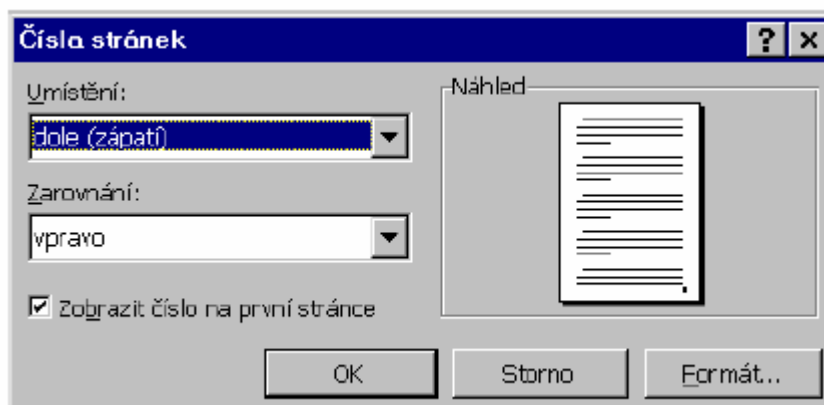 Čísla stránek
Umístění:
dole (zápatí)
Zarovnání:
vpravo
Zobrazit číslo na první stránce
Náhled
OK
Storno
Formát...